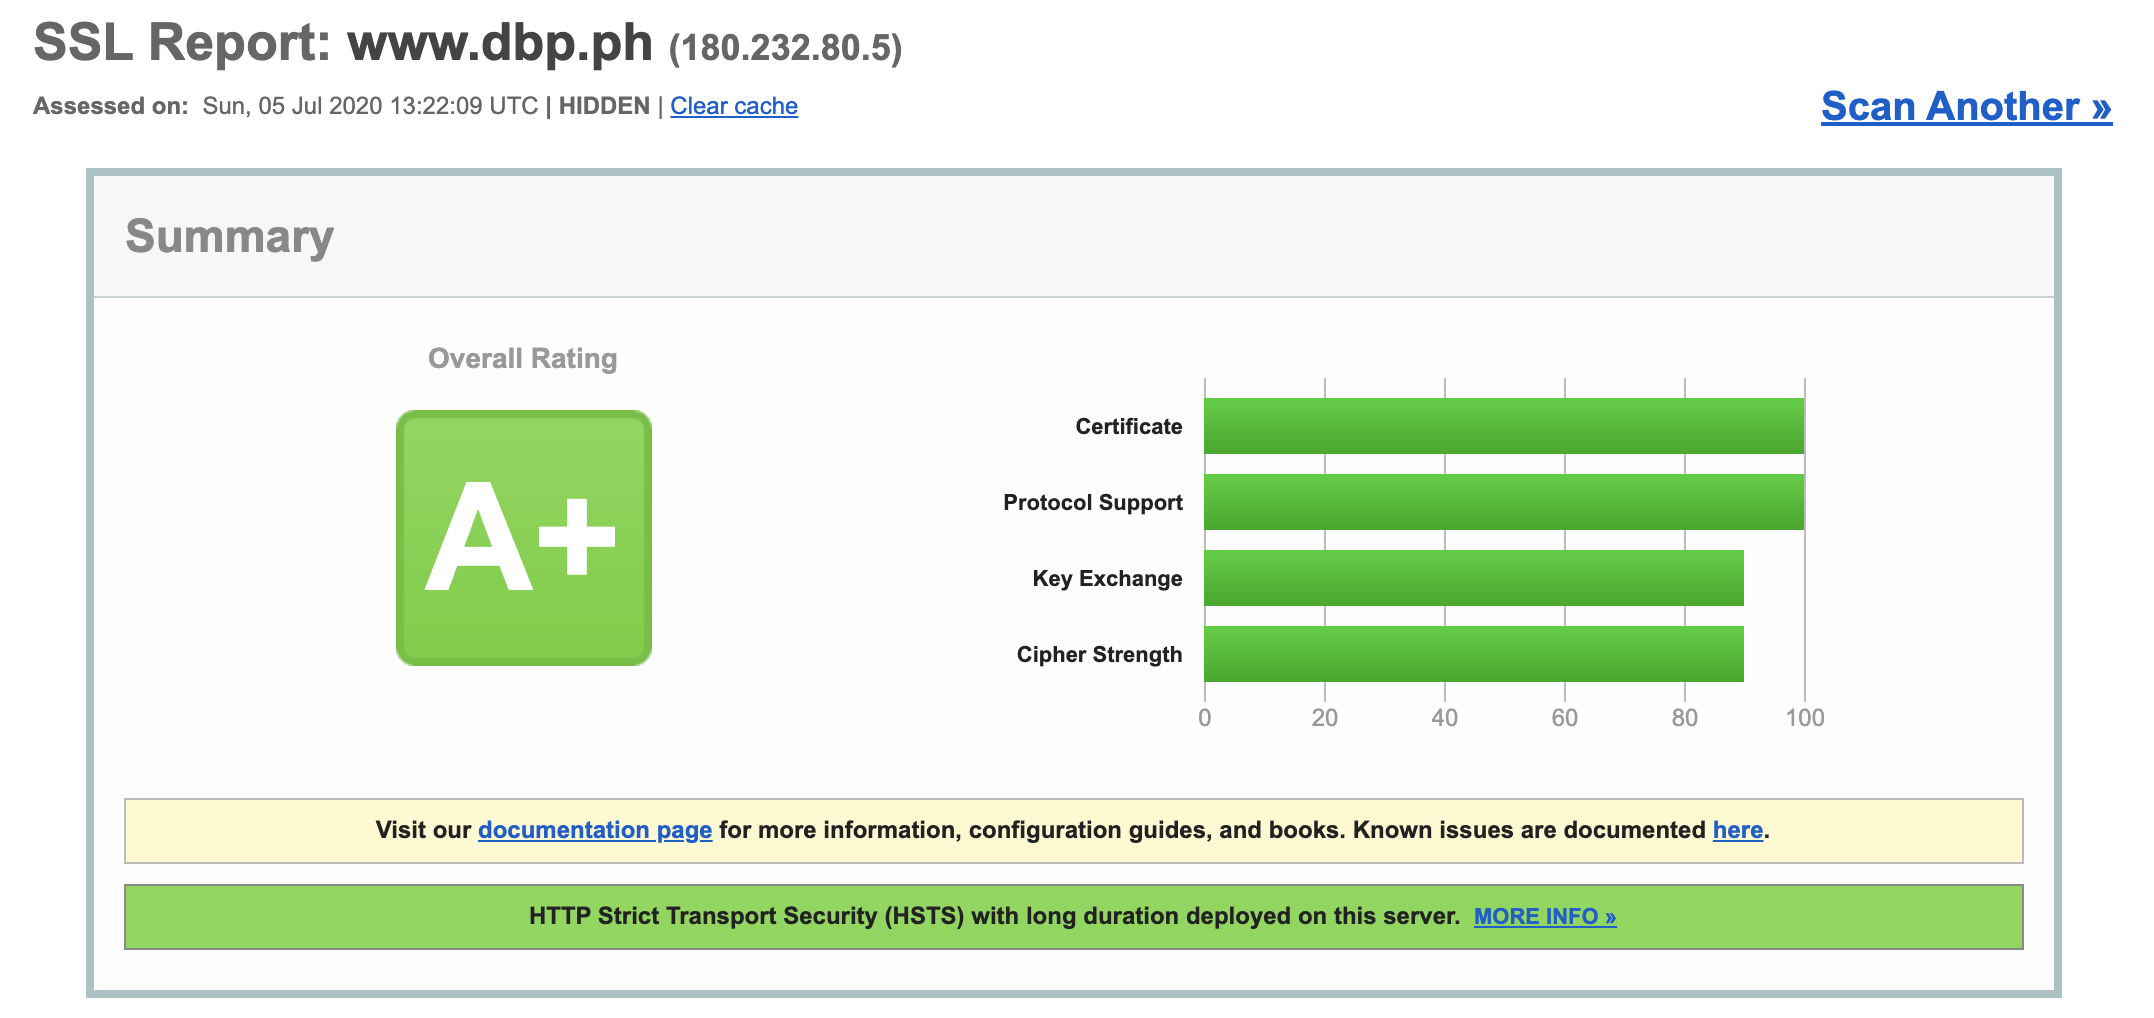 SSL Report: www.dbp.ph (180.232.80.5)
Assessed on: Sun, 05 Jul 2020 13:22:09 UTC | HIDDEN | Clear cache
Scan Another »
Summary
Overall Rating
A+
Certificate
Protocol Support
Key Exchange
Cipher Strength
0 20 40 60 80 100
Visit our documentation page for more information, configuration guides, and books. Known issues are documented here.
HTTP Strict Transport Security (HSTS) with long duration deployed on this server. MORE INFO »